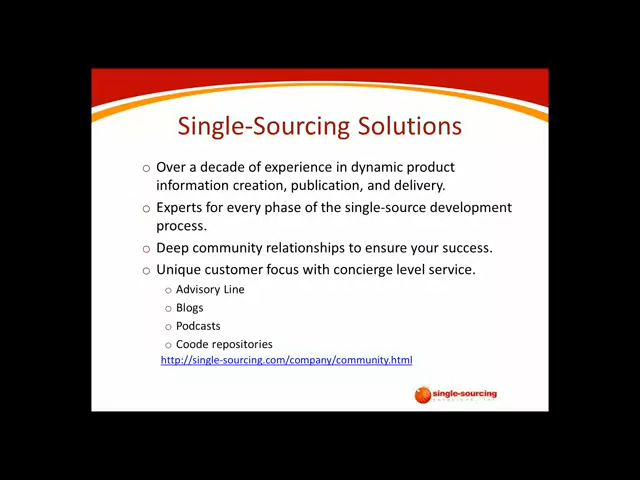 Single-Sourcing Solutions
Over a decade of experience in dynamic product
information creation, publication, and delivery.
Experts for every phase of the single-source development
process.
Deep community relationships to ensure your success.
Unique customer focus with concierge level service.
Advisory Line
Blogs
Podcasts
Coode repositories
http://single-sourcing.com/company/community.html
single-sourcing